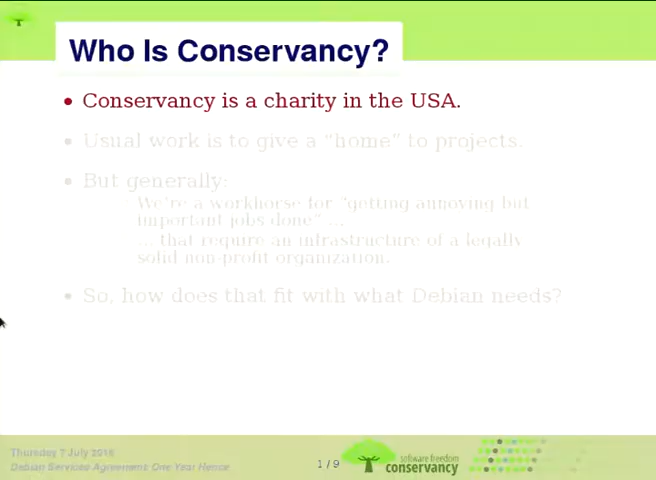 Who Is Conservancy?
Conservancy is a charity in the USA.
Usual work is to give a “home” to projects.
But generally:
We’re a workhorse for “getting annoying but
important jobs done” ...
... that require an infrastructure of a legally
solid non-profit organization.
So, how does that fit with what Debian needs?
Thursday 7 July 2016
Debian Services Agreement: One Year Hence
1 / 9
software freedom
conservancy